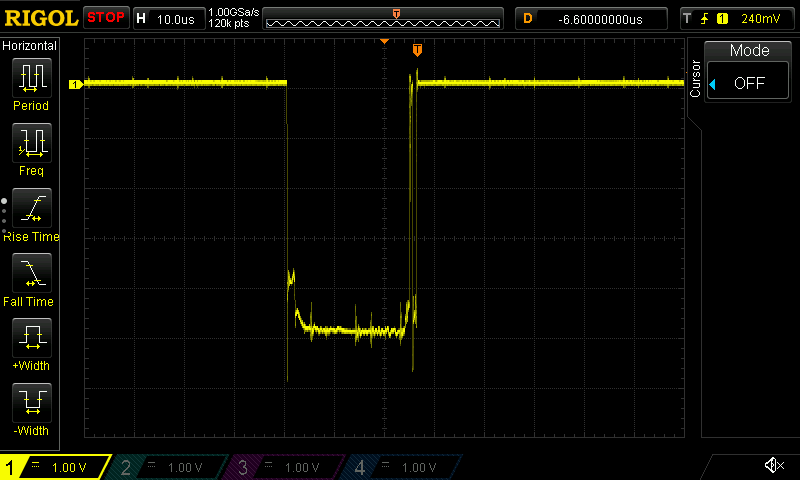 RIGOL STOP H 10.0us 1.00GSa/s 120k pts T D -6.60000000us T 1 240mV
Horizontal
Period
Freq
Rise Time
Fall Time
+Width
-Width
T
1
Cursor
Mode
OFF
1 1.00 V 2 1.00 V 3 1.00 V 4 1.00 V